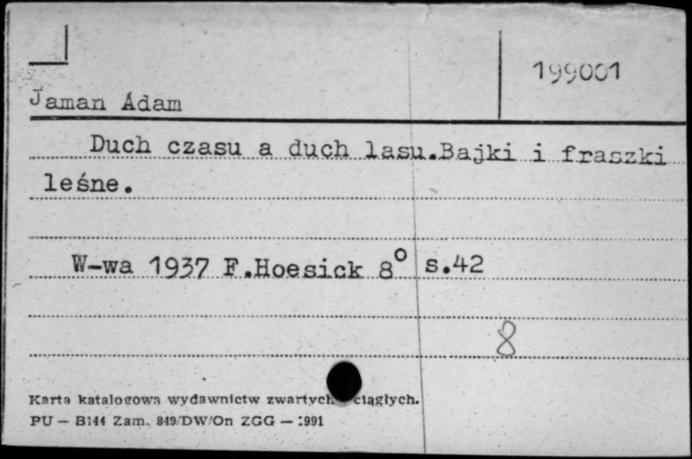 199001
Jaman Adam
Duch czasu a duch lasu.Bajki i fraszki
leśne.
W-wa 1937 F.Hoesick 8° s.42
8
Karta katalogowa wydawnictw zwartych ciągłych.
PU — B144 Zam. 849/DW/On ZGG — 1991